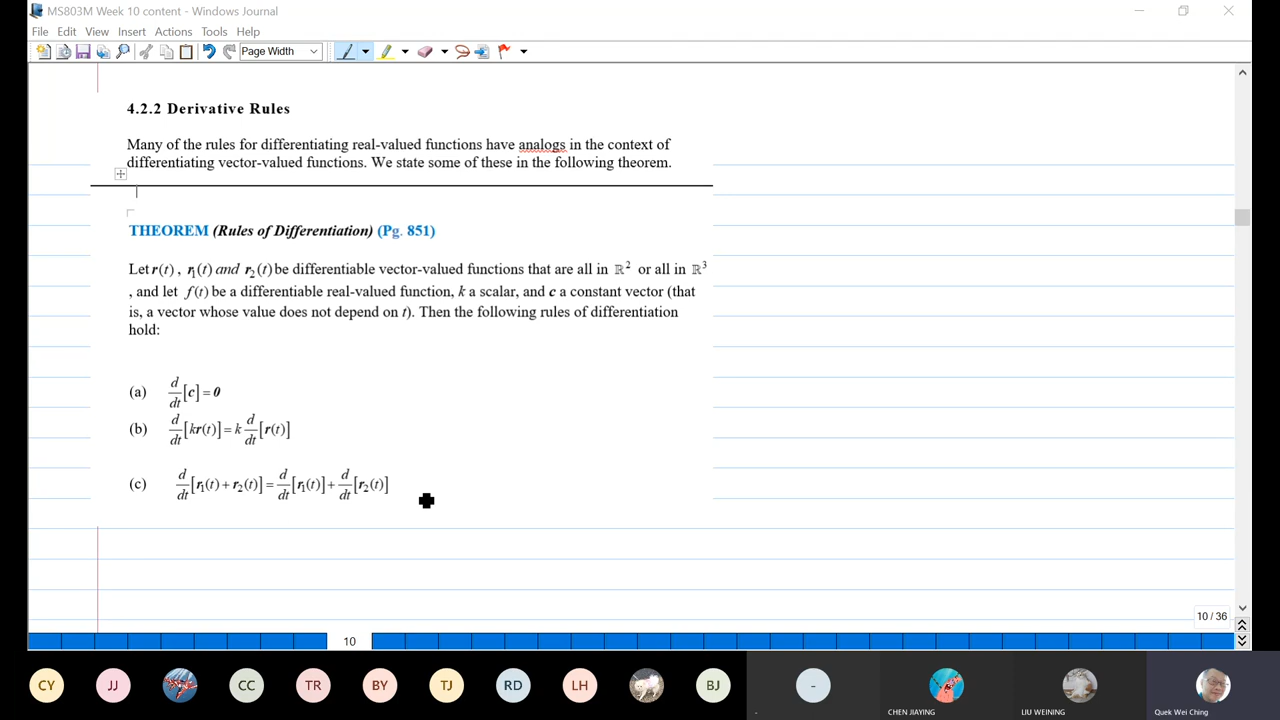 MS803M Week 10 content - Windows Journal
File Edit View Insert Actions Tools Help
Page Width
4.2.2 Derivative Rules
Many of the rules for differentiating real-valued functions have analogs in the context of
differentiating vector-valued functions. We state some of these in the following theorem.
THEOREM (Rules of Differentiation) (Pg. 851)
Let r(t) , r₁(t) and r₂(t) be differentiable vector-valued functions that are all in ℝ² or all in ℝ³
, and let f(t) be a differentiable real-valued function, k a scalar, and c a constant vector (that
is, a vector whose value does not depend on t). Then the following rules of differentiation
hold:
(a) d/dt [c] = 0
(b) d/dt [kr(t)] = k d/dt [r(t)]
(c) d/dt [r₁(t) + r₂(t)] = d/dt [r₁(t)] + d/dt [r₂(t)]
10 / 36
10
CY JJ CC TR BY TJ RD LH BJ -
- CHEN JIAYING LIU WEINING Quek Wei Ching